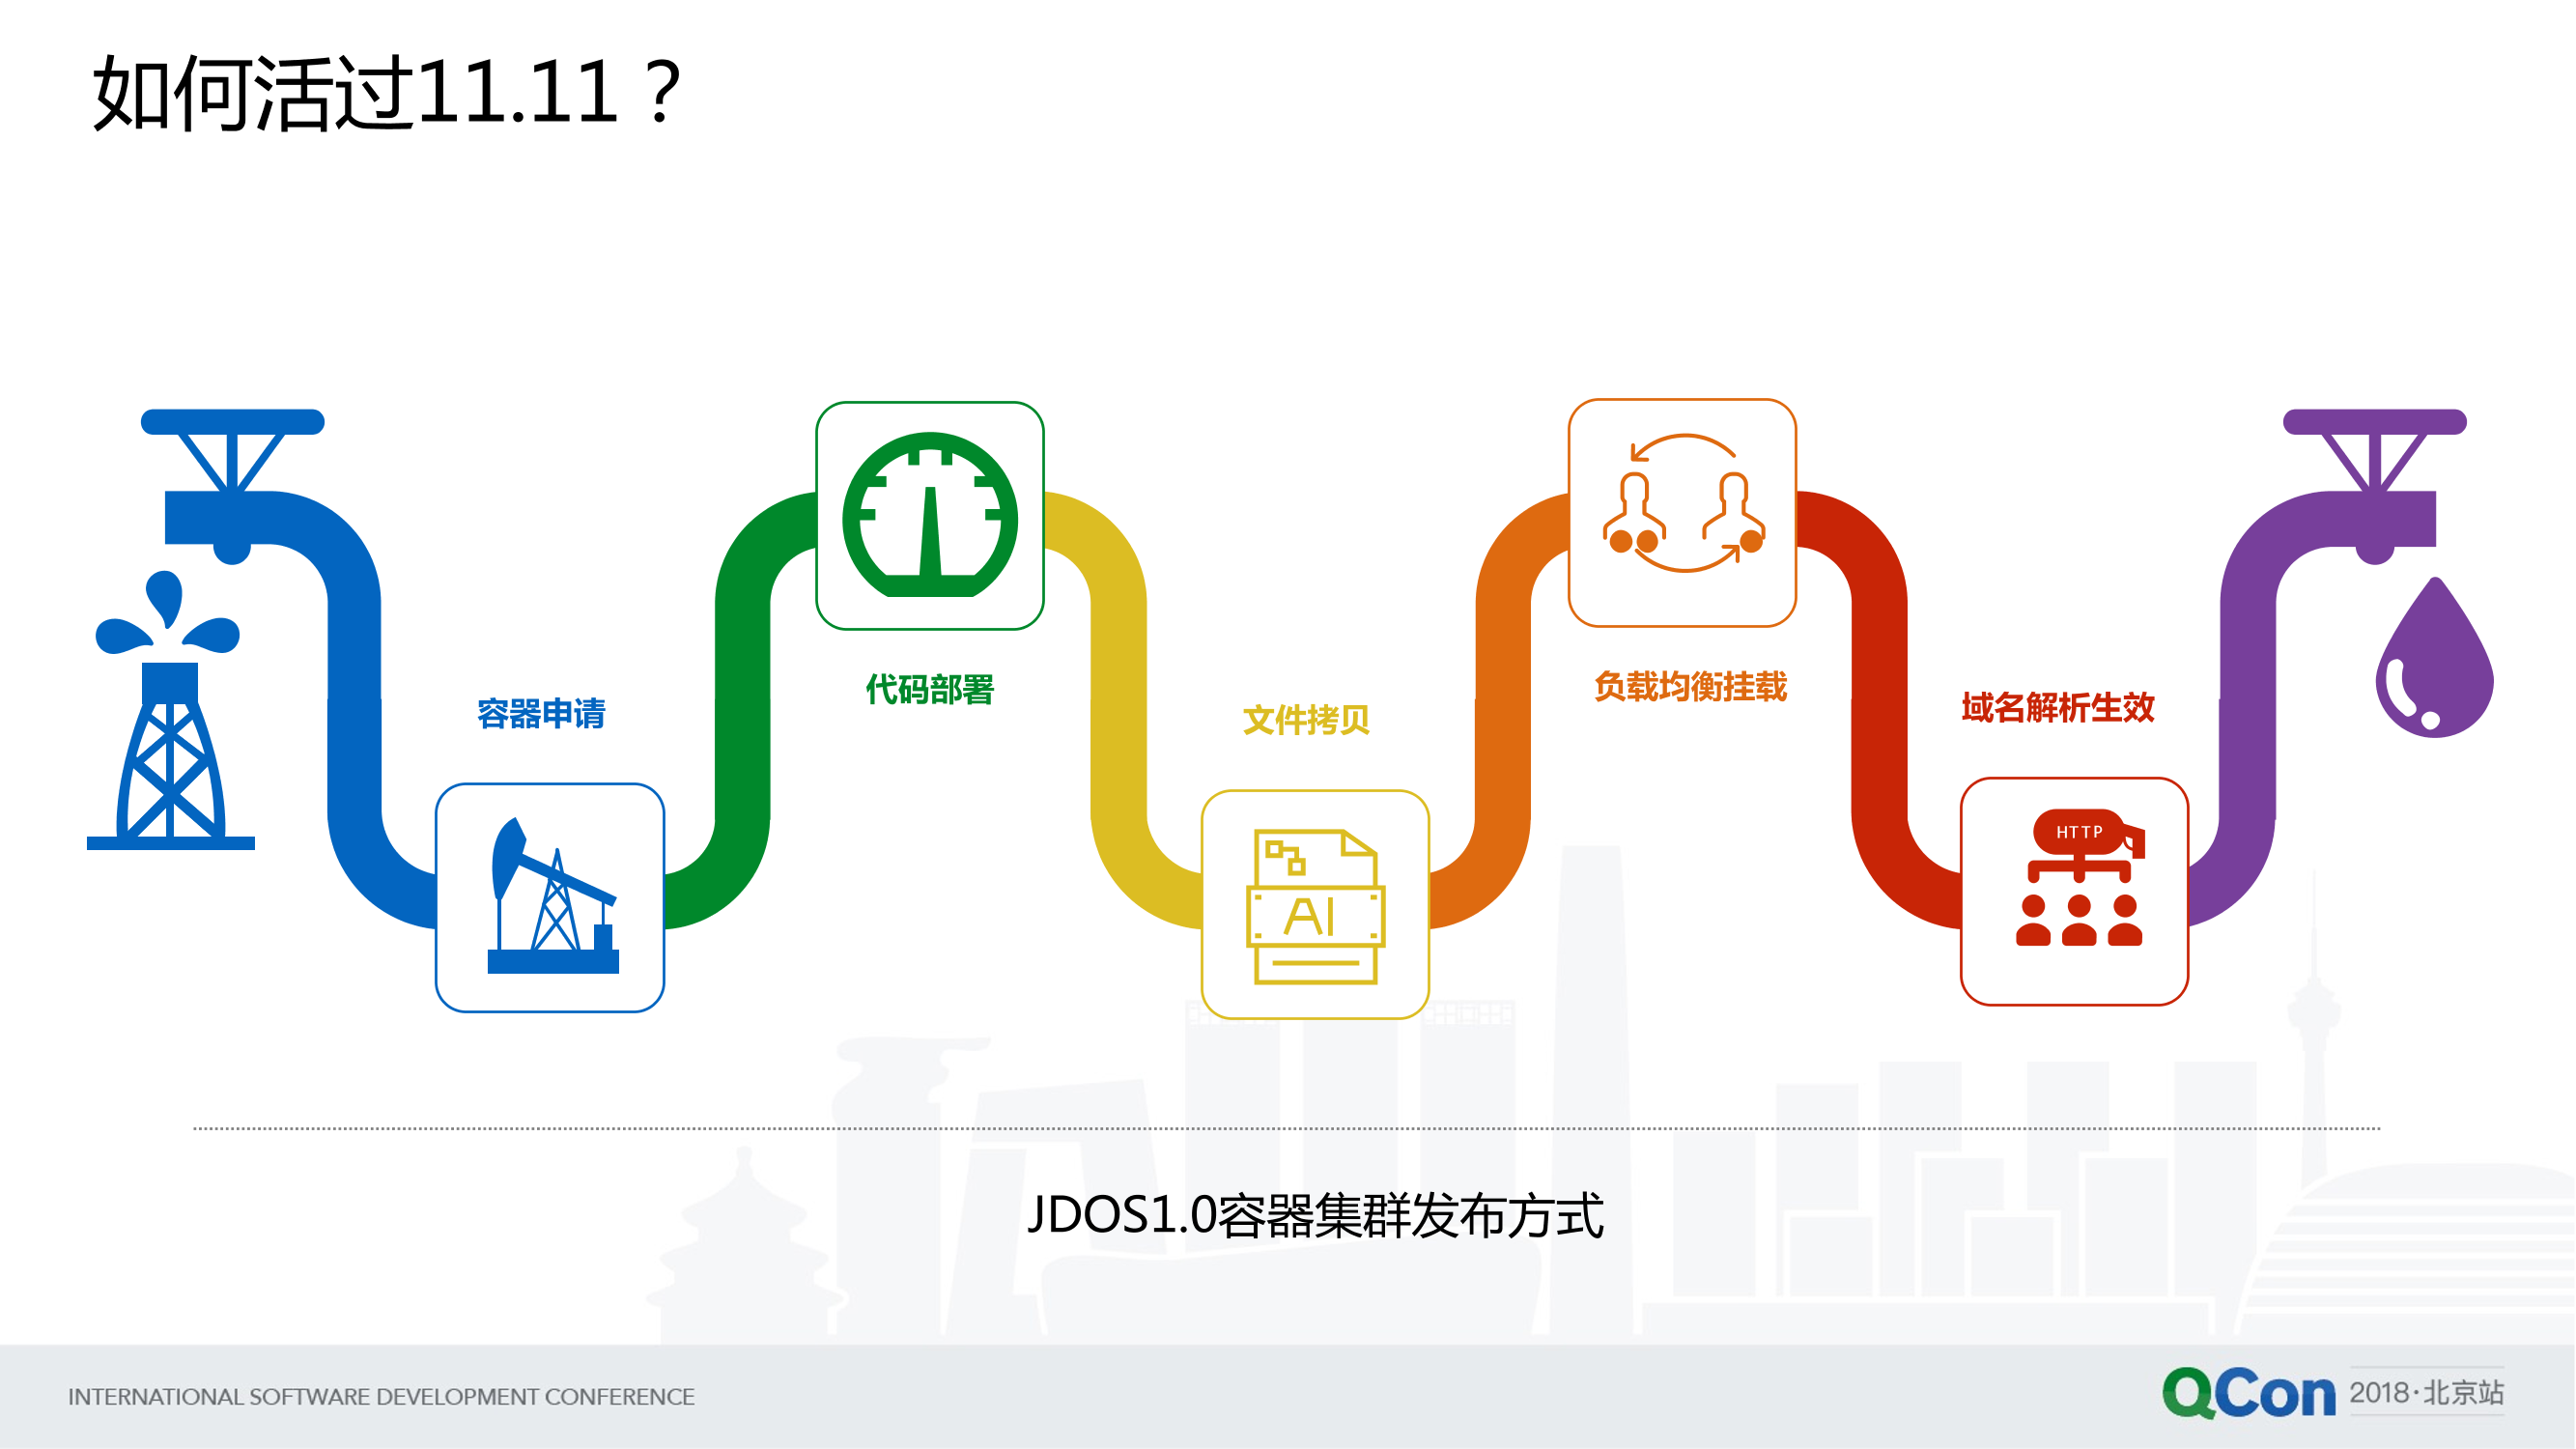 如何活过11.11？
容器申请
代码部署
文件拷贝
负载均衡挂载
域名解析生效
AI
HTTP
JDOS1.0容器集群发布方式
INTERNATIONAL SOFTWARE DEVELOPMENT CONFERENCE
QCon 2018·北京站